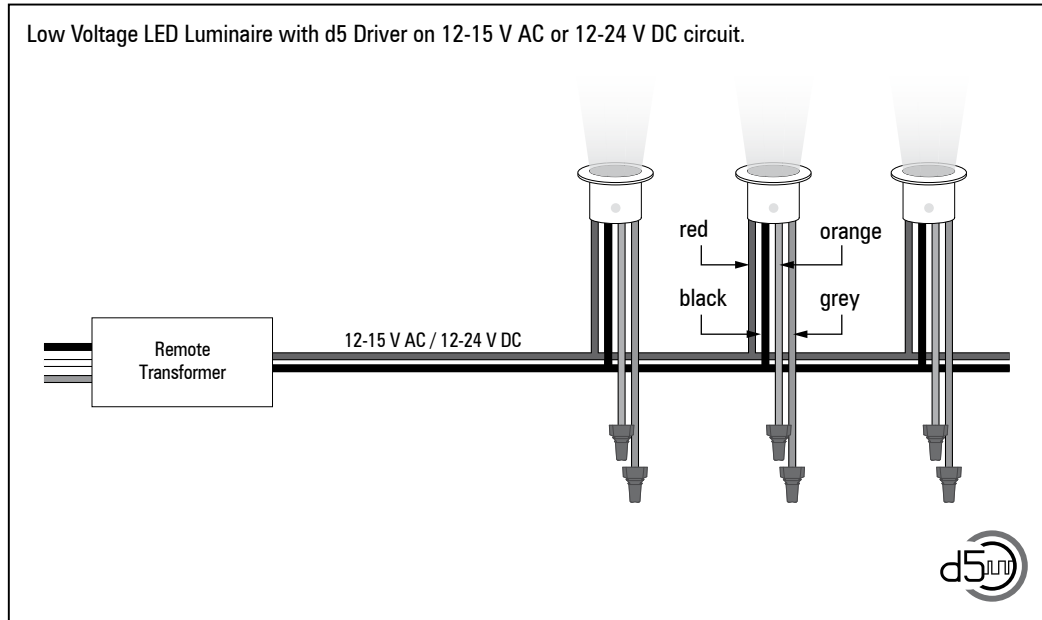 Low Voltage LED Luminaire with d5 Driver on 12-15 V AC or 12-24 V DC circuit.
red
orange
black
grey
12-15 V AC / 12-24 V DC
Remote
Transformer
d5